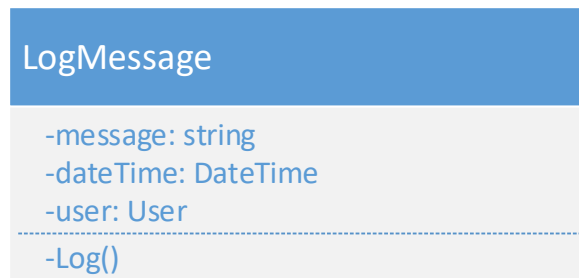 LogMessage
-message: string
-dateTime: DateTime
-user: User
-Log()